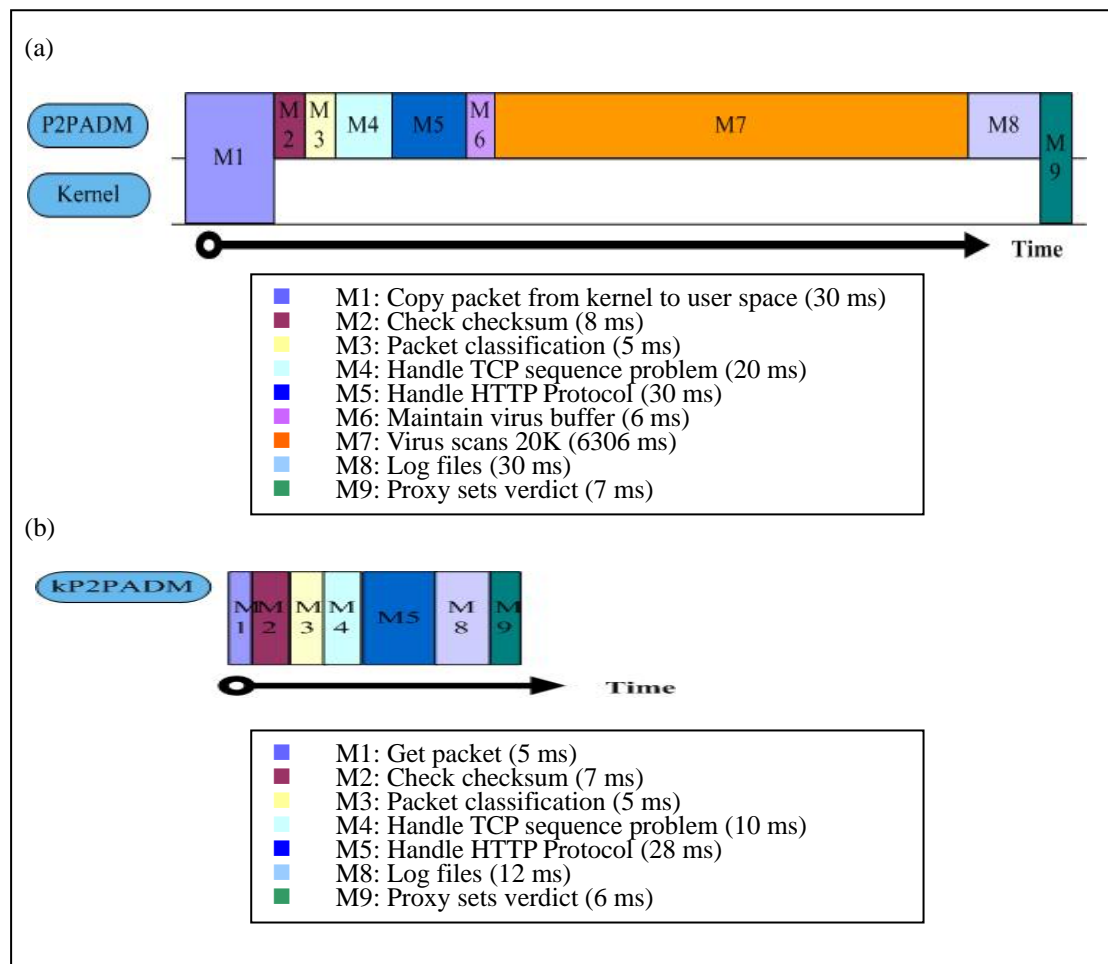 (a)
P2PADM
Kernel
M1
M2
M3
M4
M5
M6
M7
M8
M9
Time
M1: Copy packet from kernel to user space (30 ms)
M2: Check checksum (8 ms)
M3: Packet classification (5 ms)
M4: Handle TCP sequence problem (20 ms)
M5: Handle HTTP Protocol (30 ms)
M6: Maintain virus buffer (6 ms)
M7: Virus scans 20K (6306 ms)
M8: Log files (30 ms)
M9: Proxy sets verdict (7 ms)
(b)
kP2PADM
M1
M2
M3
M4
M5
M8
M9
Time
M1: Get packet (5 ms)
M2: Check checksum (7 ms)
M3: Packet classification (5 ms)
M4: Handle TCP sequence problem (10 ms)
M5: Handle HTTP Protocol (28 ms)
M8: Log files (12 ms)
M9: Proxy sets verdict (6 ms)